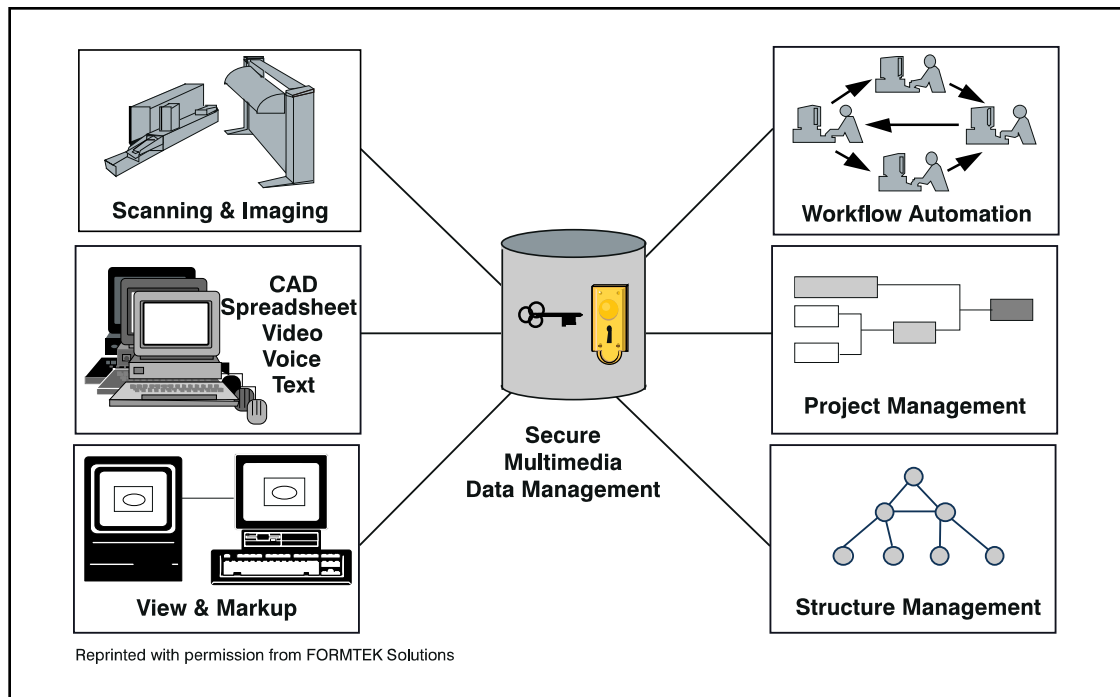 Scanning & Imaging
CAD
Spreadsheet
Video
Voice
Text
View & Markup
Secure
Multimedia
Data Management
Workflow Automation
Project Management
Structure Management
Reprinted with permission from FORMTEK Solutions